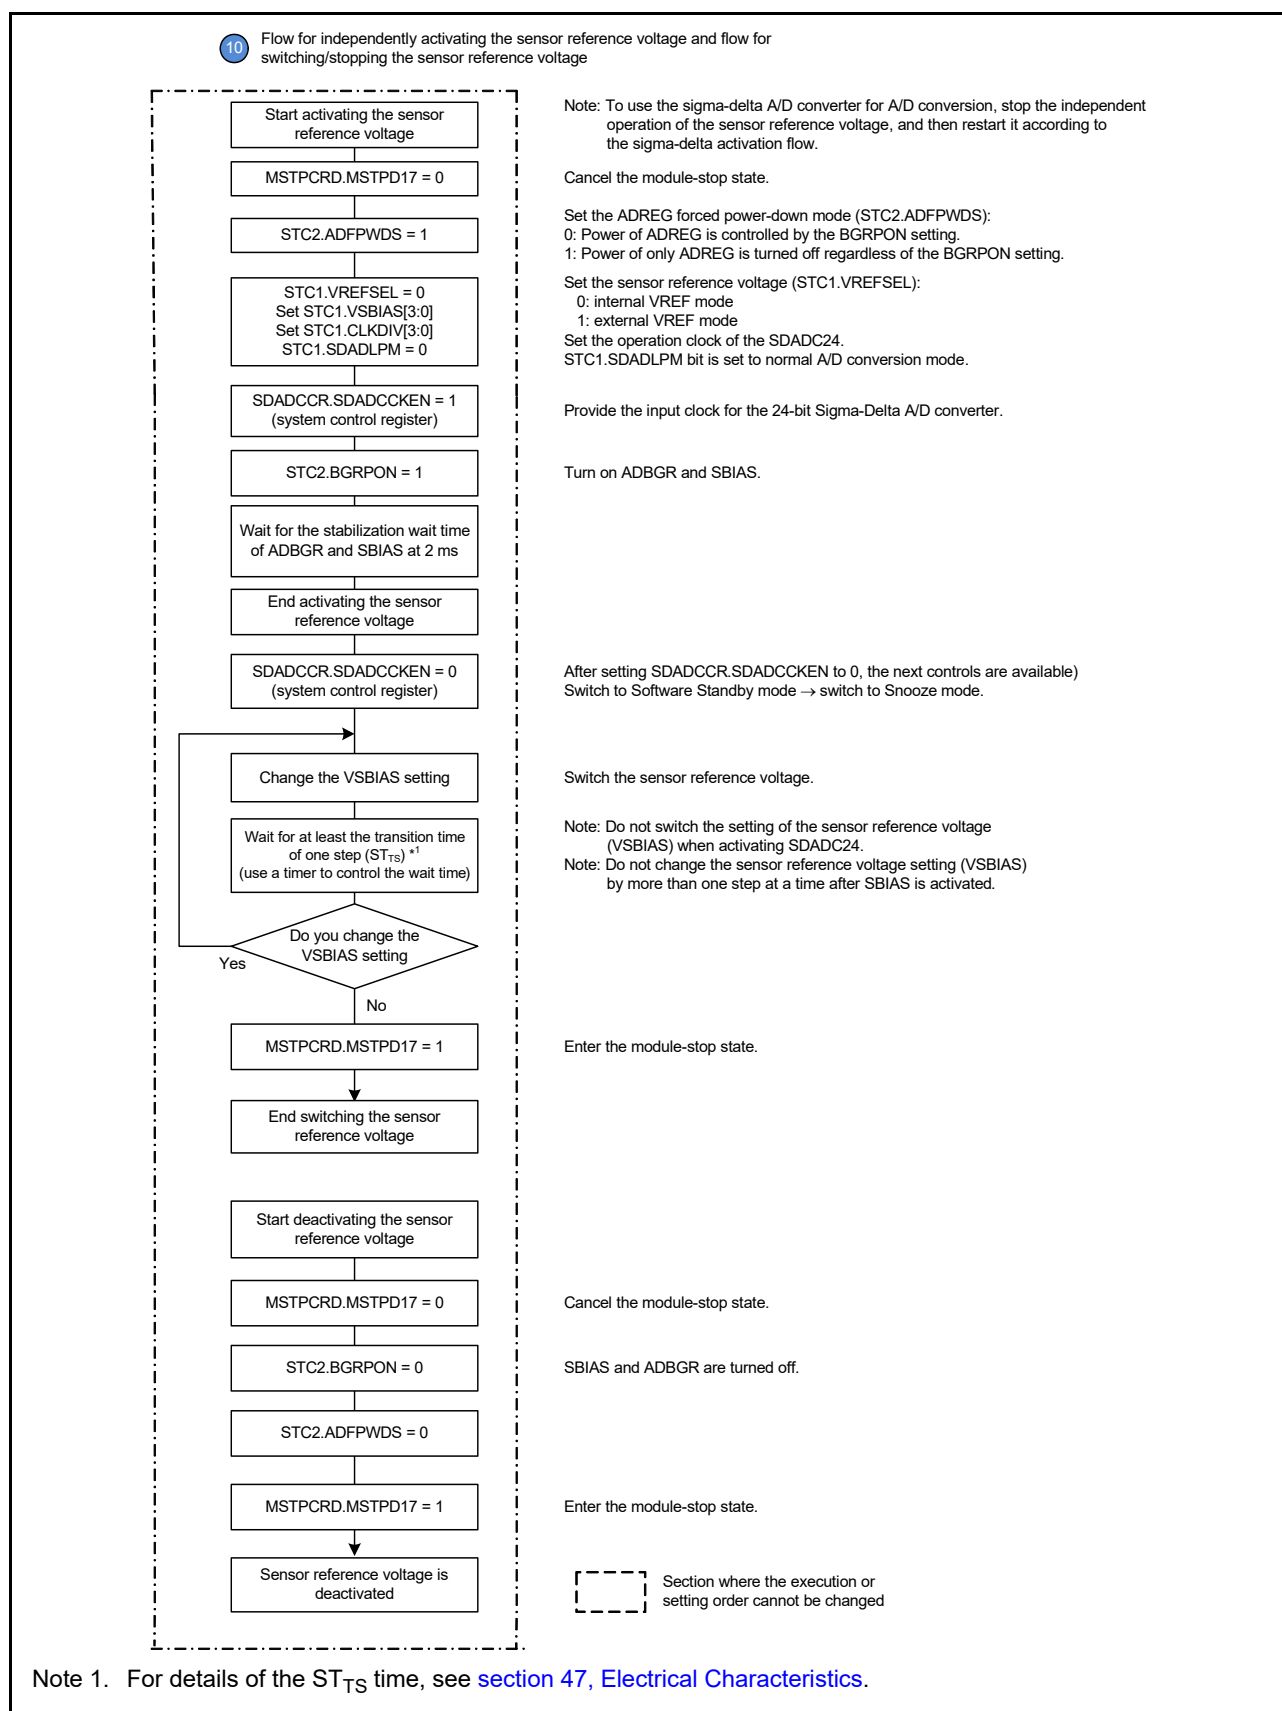 10
Flow for independently activating the sensor reference voltage and flow for
switching/stopping the sensor reference voltage
Start activating the sensor
reference voltage
Note: To use the sigma-delta A/D converter for A/D conversion, stop the independent
operation of the sensor reference voltage, and then restart it according to
the sigma-delta activation flow.
MSTPCRD.MSTPD17 = 0
Cancel the module-stop state.
STC2.ADFPWDS = 1
Set the ADREG forced power-down mode (STC2.ADFPWDS):
0: Power of ADREG is controlled by the BGRPON setting.
1: Power of only ADREG is turned off regardless of the BGRPON setting.
STC1.VREFSEL = 0
Set STC1.VSBIAS[3:0]
Set STC1.CLKDIV[3:0]
STC1.SDADLPM = 0
Set the sensor reference voltage (STC1.VREFSEL):
0: internal VREF mode
1: external VREF mode
Set the operation clock of the SDADC24.
STC1.SDADLPM bit is set to normal A/D conversion mode.
SDADCCR.SDADCCKEN = 1
(system control register)
Provide the input clock for the 24-bit Sigma-Delta A/D converter.
STC2.BGRPON = 1
Turn on ADBGR and SBIAS.
Wait for the stabilization wait time
of ADBGR and SBIAS at 2 ms
End activating the sensor
reference voltage
SDADCCR.SDADCCKEN = 0
(system control register)
After setting SDADCCR.SDADCCKEN to 0, the next controls are available)
Switch to Software Standby mode → switch to Snooze mode.
Change the VSBIAS setting
Switch the sensor reference voltage.
Wait for at least the transition time
of one step (STTS) *1
(use a timer to control the wait time)
Note: Do not switch the setting of the sensor reference voltage
(VSBIAS) when activating SDADC24.
Note: Do not change the sensor reference voltage setting (VSBIAS)
by more than one step at a time after SBIAS is activated.
Do you change the
VSBIAS setting
Yes
No
MSTPCRD.MSTPD17 = 1
Enter the module-stop state.
End switching the sensor
reference voltage
Start deactivating the sensor
reference voltage
MSTPCRD.MSTPD17 = 0
Cancel the module-stop state.
STC2.BGRPON = 0
SBIAS and ADBGR are turned off.
STC2.ADFPWDS = 0
MSTPCRD.MSTPD17 = 1
Enter the module-stop state.
Sensor reference voltage is
deactivated
Section where the execution or
setting order cannot be changed
Note 1. For details of the STTS time, see section 47, Electrical Characteristics.